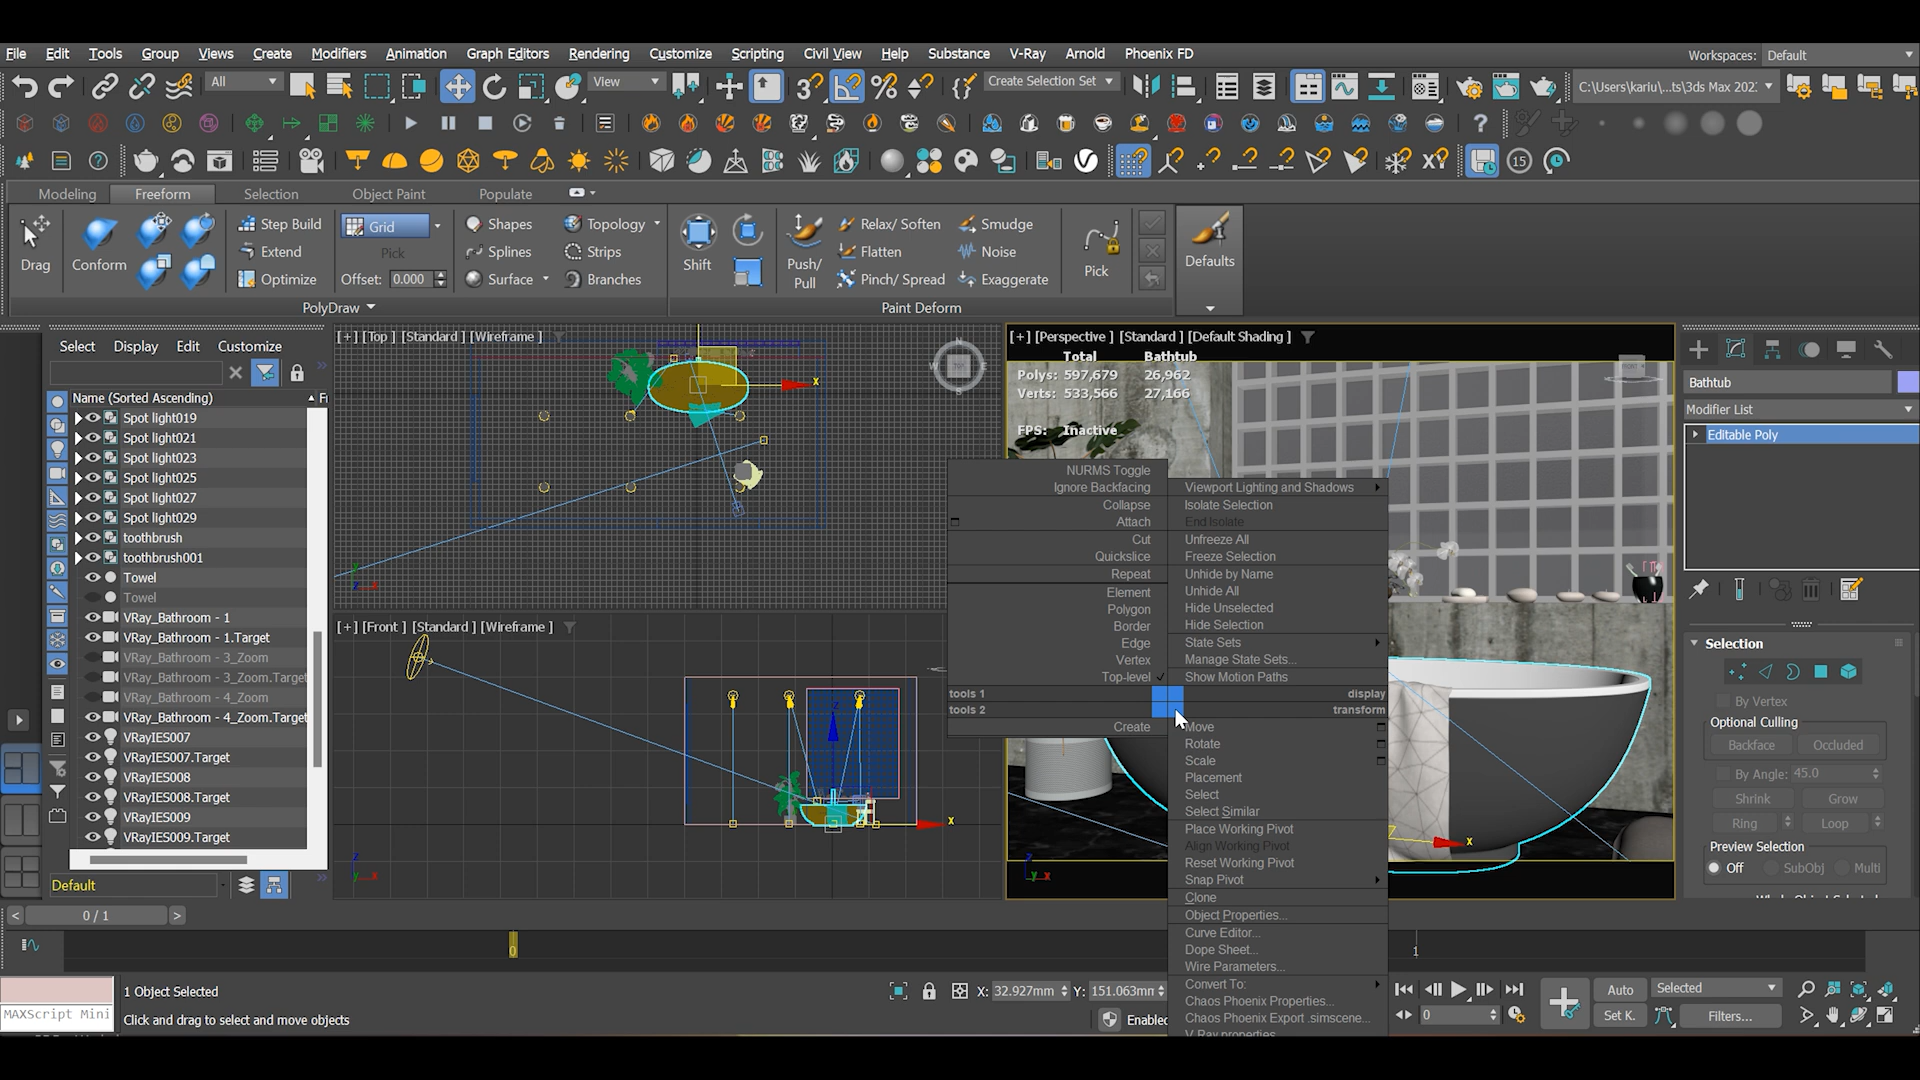 File Edit Tools Group Views Create Modifiers Animation Graph Editors Rendering Customize Scripting Civil View Help Substance V-Ray Arnold Phoenix FD Workspaces: Default
All View Create Selection Set C:\Users\kariu\...ts\3ds Max 202:
15
Modeling Freeform Selection Object Paint Populate
Drag Conform Step Build Grid Shapes Topology Shift Push/ Pull Relax/ Soften Smudge Pick Defaults
Extend Pick Splines Strips Flatten Noise
Optimize Offset: 0.000 Surface Branches Pinch/ Spread Exaggerate
PolyDraw Paint Deform
Select Display Edit Customize
Name (Sorted Ascending)
Spot light019
Spot light021
Spot light023
Spot light025
Spot light027
Spot light029
toothbrush
toothbrush001
Towel
Towel
VRay_Bathroom - 1
VRay_Bathroom - 1.Target
VRay_Bathroom - 3_Zoom
VRay_Bathroom - 3_Zoom.Target
VRay_Bathroom - 4_Zoom
VRay_Bathroom - 4_Zoom.Target
VRayIES007
VRayIES007.Target
VRayIES008
VRayIES008.Target
VRayIES009
VRayIES009.Target
Default
[+] [Top ] [Standard ] [Wireframe ]
x
[+] [Front ] [Standard ] [Wireframe ]
x
[+] [Perspective ] [Standard ] [Default Shading ]
Total Bathtub
Polys: 597,679 26,962
Verts: 533,566 27,166
FPS: Inactive
x
NURMS Toggle
Ignore Backfacing
Collapse
Attach
Cut
Quickslice
Repeat
Element
Polygon
Border
Edge
Vertex
Top-level
tools 1
tools 2
Create
Viewport Lighting and Shadows
Isolate Selection
End Isolate
Unfreeze All
Freeze Selection
Unhide by Name
Unhide All
Hide Unselected
Hide Selection
State Sets
Manage State Sets...
Show Motion Paths
display
transform
Move
Rotate
Scale
Placement
Select
Select Similar
Place Working Pivot
Align Working Pivot
Reset Working Pivot
Snap Pivot
Clone
Object Properties...
Curve Editor...
Dope Sheet...
Wire Parameters...
Convert To:
Chaos Phoenix Properties...
Chaos Phoenix Export .simscene...
V-Ray properties
Bathtub
Modifier List
Editable Poly
Selection
By Vertex
Optional Culling
Backface Occluded
By Angle: 45.0
Shrink Grow
Ring Loop
Preview Selection
Off SubObj Multi
0 / 1
0 1
1 Object Selected
X: 32.927mm Y: 151.063mm
MAXScript Mini
Click and drag to select and move objects
Enabled
0
Auto Selected
Set K. Filters...